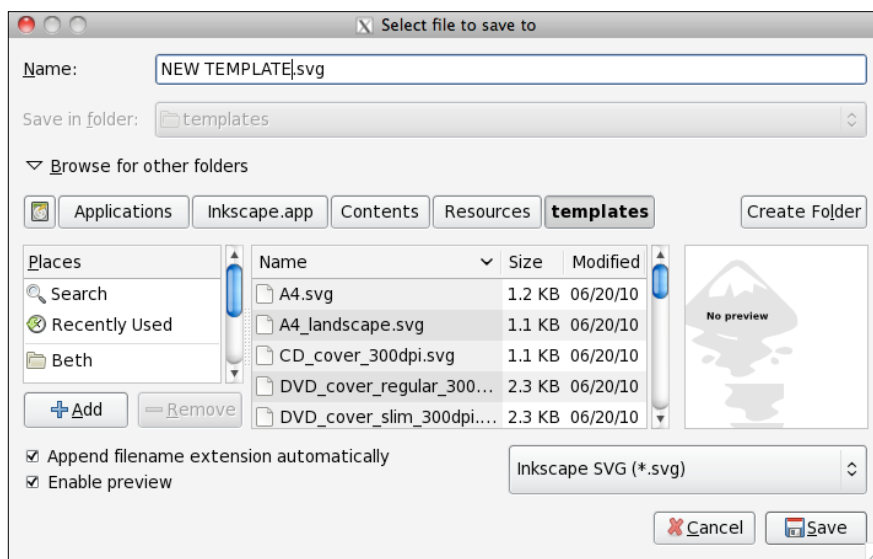 Select file to save to
Name: NEW TEMPLATE.svg
Save in folder: templates
Browse for other folders
Applications Inkscape.app Contents Resources templates Create Folder
Places Name Size Modified
Search A4.svg 1.2 KB 06/20/10
Recently Used A4_landscape.svg 1.1 KB 06/20/10
CD_cover_300dpi.svg 1.1 KB 06/20/10
Beth DVD_cover_regular_300... 2.3 KB 06/20/10
DVD_cover_slim_300dpi.... 2.3 KB 06/20/10
No preview
Add Remove
Append filename extension automatically
Enable preview
Inkscape SVG (*.svg)
Cancel Save